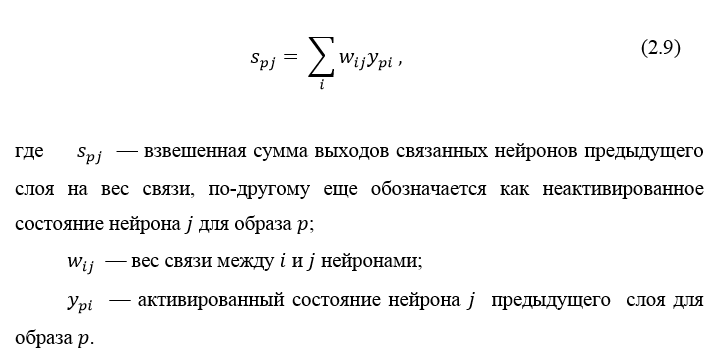 s_{pj} = \sum_{i} w_{ij} y_{pi} , (2.9)
где s_{pj} — взвешенная сумма выходов связанных нейронов предыдущего
слоя на вес связи, по-другому еще обозначается как неактивированное
состояние нейрона j для образа p;
w_{ij} — вес связи между i и j нейронами;
y_{pi} — активированный состояние нейрона j предыдущего слоя для
образа p.